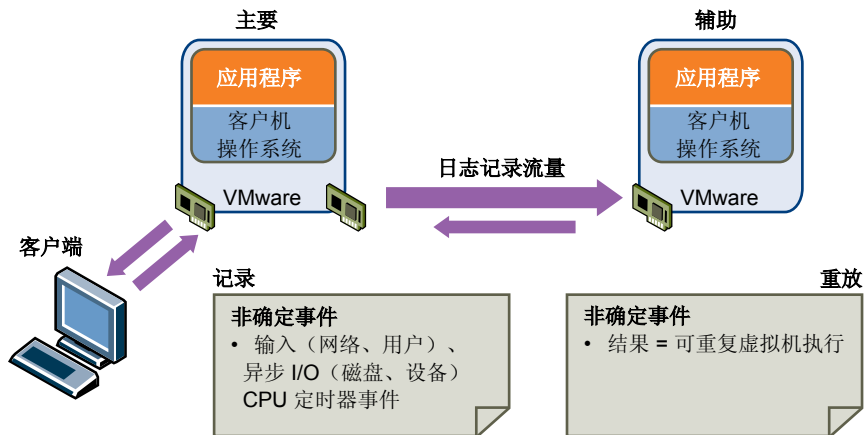 主要
辅助
应用程序
客户机
操作系统
VMware
应用程序
客户机
操作系统
VMware
日志记录流量
客户端
记录
非确定事件
• 输入（网络、用户）、
异步 I/O（磁盘、设备）
CPU 定时器事件
重放
非确定事件
• 结果 = 可重复虚拟机执行